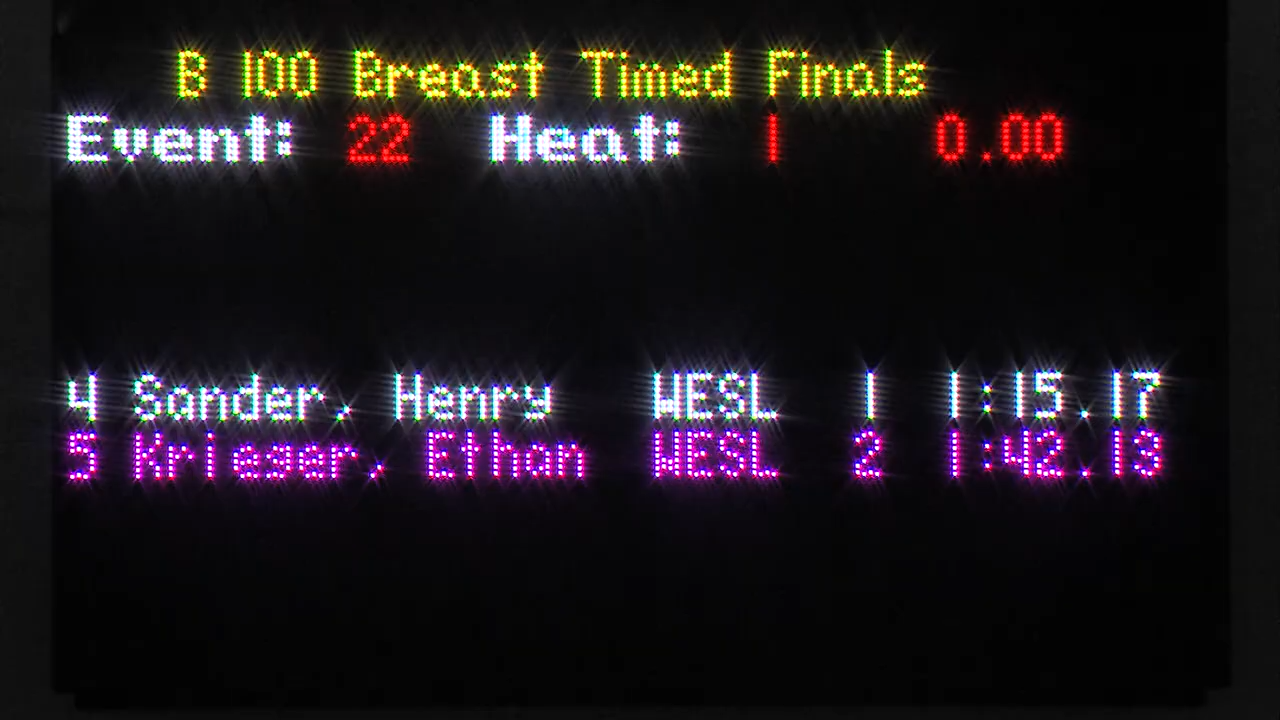 B 100 Breast Timed Finals
Event: 22 Heat: 1 0.00
4 Sander, Henry WESL 1 1:15.17
5 Krieger, Ethan WESL 2 1:42.13